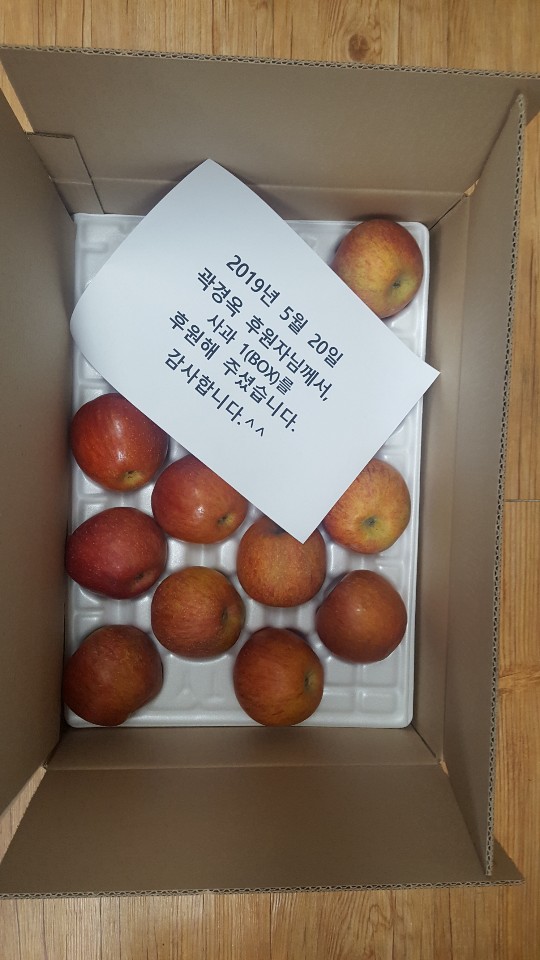 2019년 5월 20일
곽경옥 후원자님께서,
사과 1(BOX)를
후원해 주셨습니다.
감사합니다.^^